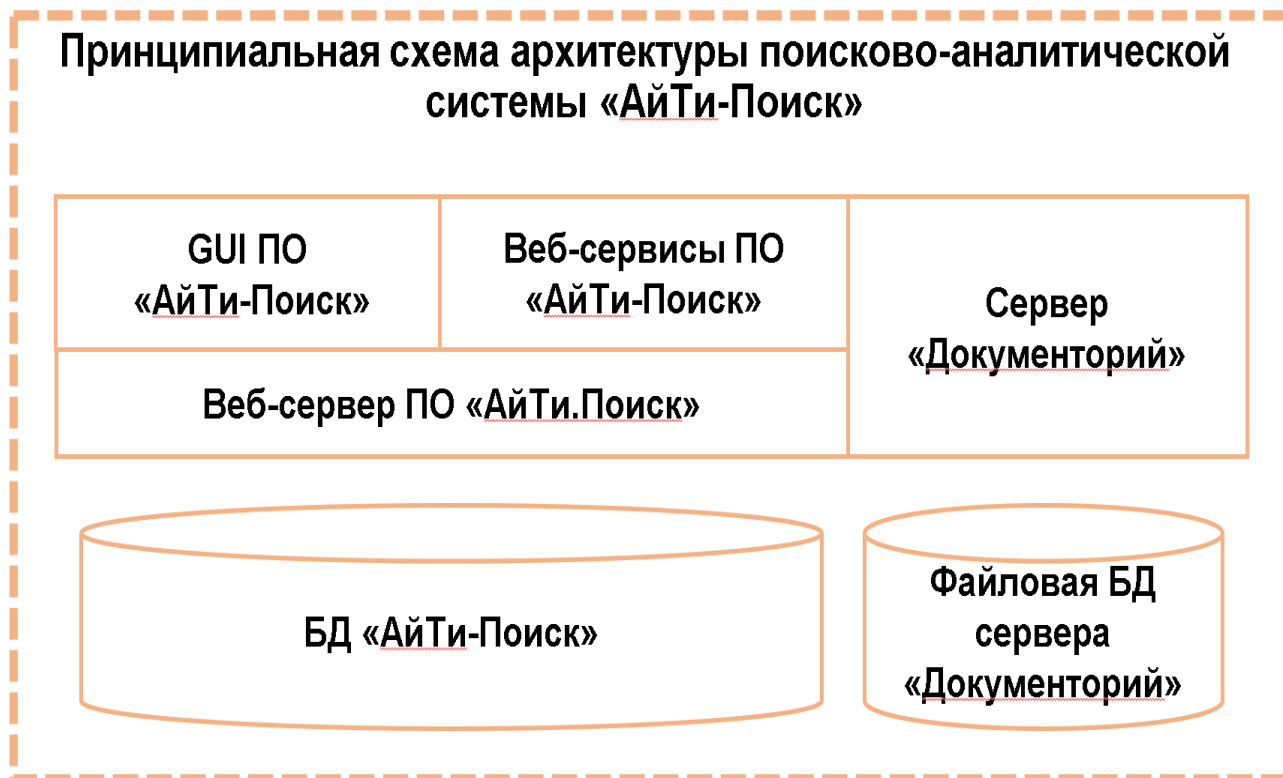 Принципиальная схема архитектуры поисково-аналитической
системы «АйТи-Поиск»
GUI ПО
«АйТи-Поиск»
Веб-сервисы ПО
«АйТи-Поиск»
Сервер
«Документорий»
Веб-сервер ПО «АйТи.Поиск»
БД «АйТи-Поиск»
Файловая БД
сервера
«Документорий»